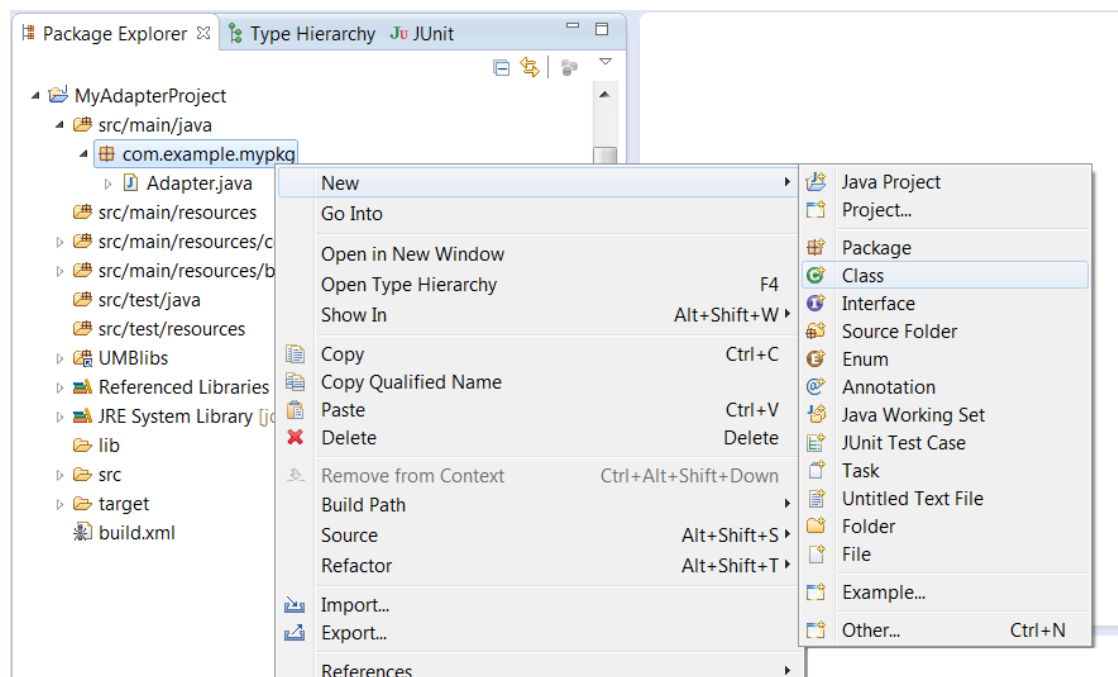 Package Explorer Type Hierarchy Ju JUnit
MyAdapterProject
src/main/java
com.example.mypkg
Adapter.java
src/main/resources
src/main/resources/c
src/main/resources/b
src/test/java
src/test/resources
UMBlibs
Referenced Libraries
JRE System Library [jd
lib
src
target
build.xml
New
Go Into
Open in New Window
Open Type Hierarchy F4
Show In Alt+Shift+W
Copy Ctrl+C
Copy Qualified Name
Paste Ctrl+V
Delete Delete
Remove from Context Ctrl+Alt+Shift+Down
Build Path
Source Alt+Shift+S
Refactor Alt+Shift+T
Import...
Export...
References
Java Project
Project...
Package
Class
Interface
Source Folder
Enum
Annotation
Java Working Set
JUnit Test Case
Task
Untitled Text File
Folder
File
Example...
Other... Ctrl+N